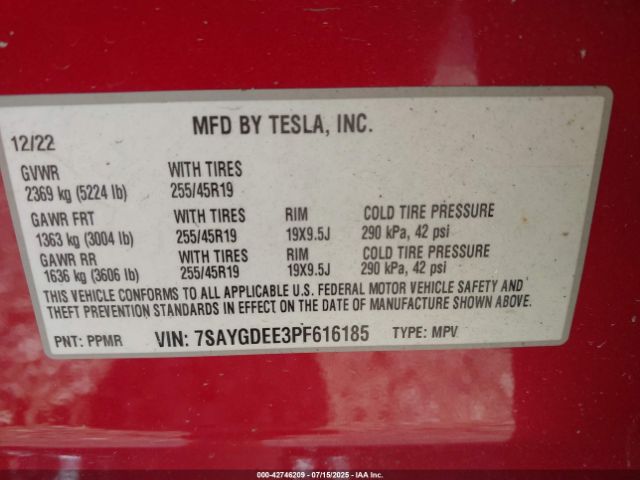 12/22 MFD BY TESLA, INC.
GVWR WITH TIRES
2369 kg (5224 lb) 255/45R19
GAWR FRT WITH TIRES RIM COLD TIRE PRESSURE
1363 kg (3004 lb) 255/45R19 19X9.5J 290 kPa, 42 psi
GAWR RR WITH TIRES RIM COLD TIRE PRESSURE
1636 kg (3606 lb) 255/45R19 19X9.5J 290 kPa, 42 psi
THIS VEHICLE CONFORMS TO ALL APPLICABLE U.S. FEDERAL MOTOR VEHICLE SAFETY AND
THEFT PREVENTION STANDARDS IN EFFECT ON THE DATE OF MANUFACTURE SHOWN ABOVE.
PNT: PPMR VIN: 7SAYGDEE3PF616185 TYPE: MPV
000-42746209 - 07/15/2025 - IAA Inc.